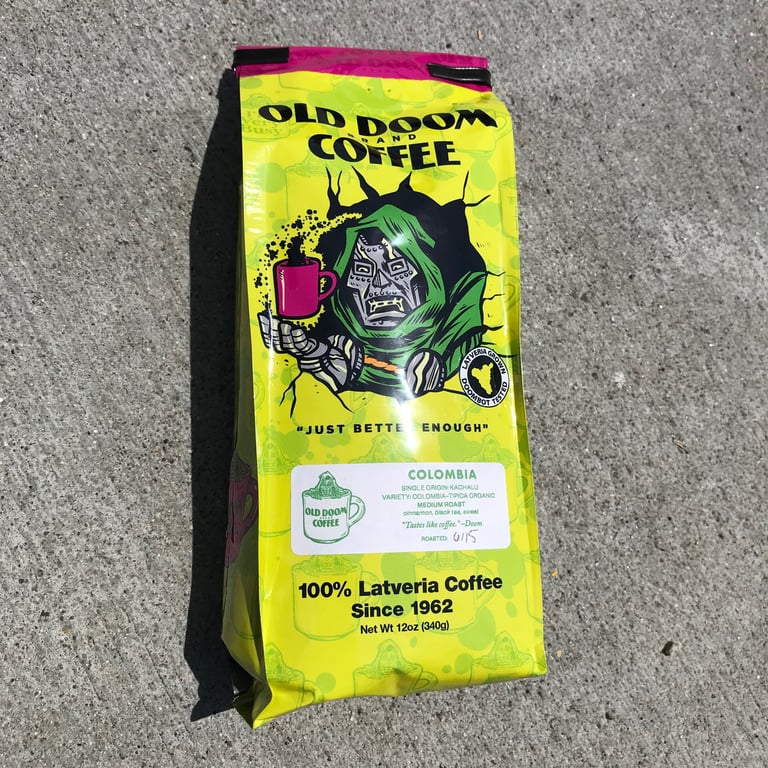 OLD DOOM
BRAND
COFFEE
LATVERIA GROWN
DOOMBOT TESTED
"JUST BETTER ENOUGH"
COLOMBIA
SINGLE ORIGIN: KACHALU
VARIETY: COLOMBIA-TIPICA ORGANIC
MEDIUM ROAST
cinnamon, black tea, sweet
"Tastes like coffee." -Doom
ROASTED: 6/15
OLD DOOM
BRAND
COFFEE
100% Latveria Coffee
Since 1962
Net Wt 12oz (340g)